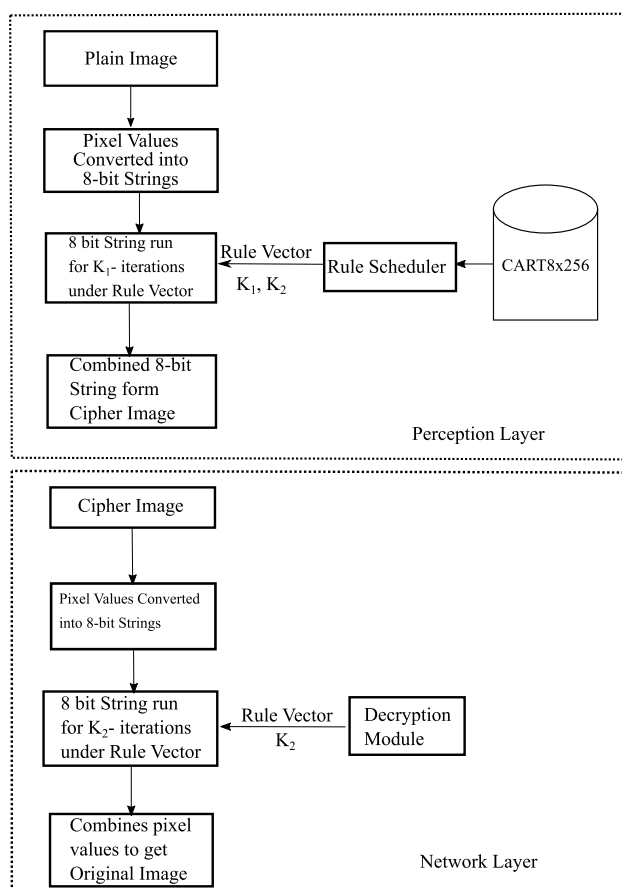 Plain Image
Pixel Values
Converted into
8-bit Strings
8 bit String run
for K₁- iterations
under Rule Vector
Rule Vector
K₁, K₂
Rule Scheduler
CART8x256
Combined 8-bit
String form
Cipher Image
Perception Layer
Cipher Image
Pixel Values Converted
into 8-bit Strings
8 bit String run
for K₂- iterations
under Rule Vector
Rule Vector
K₂
Decryption
Module
Combines pixel
values to get
Original Image
Network Layer